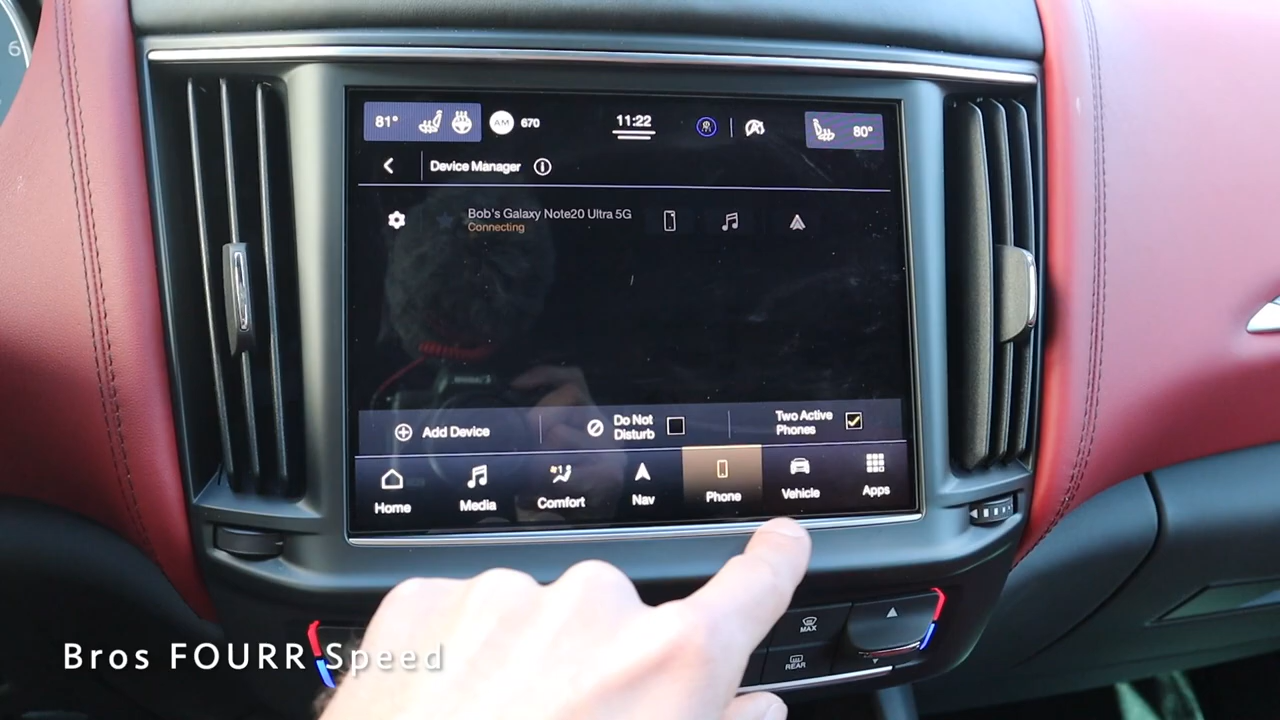 6
81°
AM 670
11:22
80°
Device Manager
Bob's Galaxy Note20 Ultra 5G
Connecting
Add Device
Do Not
Disturb
Two Active
Phones
Home
Media
Comfort
Nav
Phone
Vehicle
Apps
MAX
REAR
Bros FOURR Speed